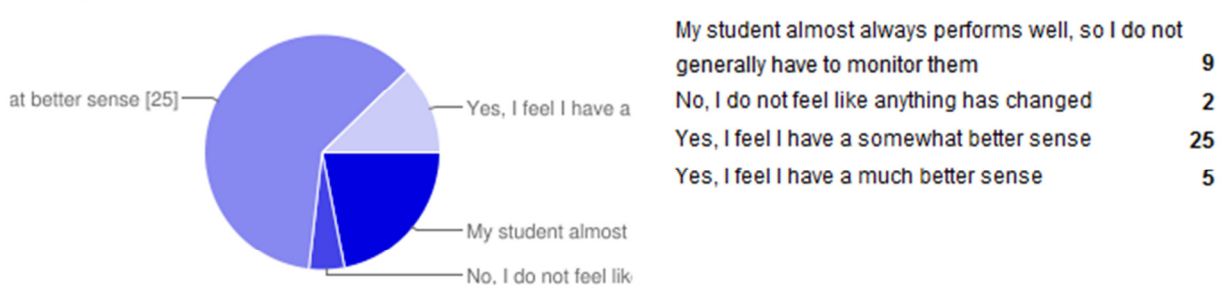 at better sense [25]
Yes, I feel I have a
My student almost
No, I do not feel lik
My student almost always performs well, so I do not
generally have to monitor them 9
No, I do not feel like anything has changed 2
Yes, I feel I have a somewhat better sense 25
Yes, I feel I have a much better sense 5